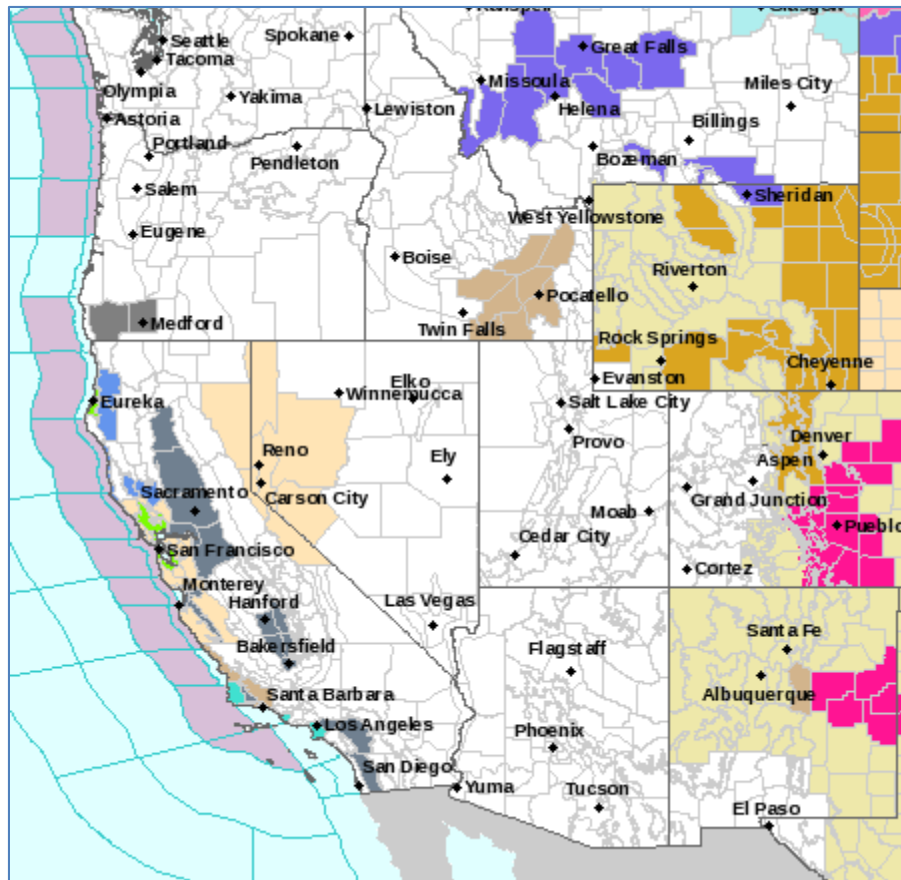 Kalispell
Glasgow
Seattle
Spokane
Great Falls
Tacoma
Missoula
Miles City
Olympia
Yakima
Lewiston
Helena
Astoria
Billings
Portland
Pendleton
Bozeman
Salem
Sheridan
West Yellowstone
Eugene
Boise
Riverton
Pocatello
Medford
Twin Falls
Rock Springs
Cheyenne
Evanston
Elko
Winnemucca
Eureka
Salt Lake City
Provo
Denver
Reno
Ely
Aspen
Sacramento
Carson City
Grand Junction
Moab
Pueblo
San Francisco
Cedar City
Cortez
Monterey
Hanford
Las Vegas
Santa Fe
Bakersfield
Flagstaff
Albuquerque
Santa Barbara
Los Angeles
Phoenix
San Diego
Yuma
Tucson
El Paso